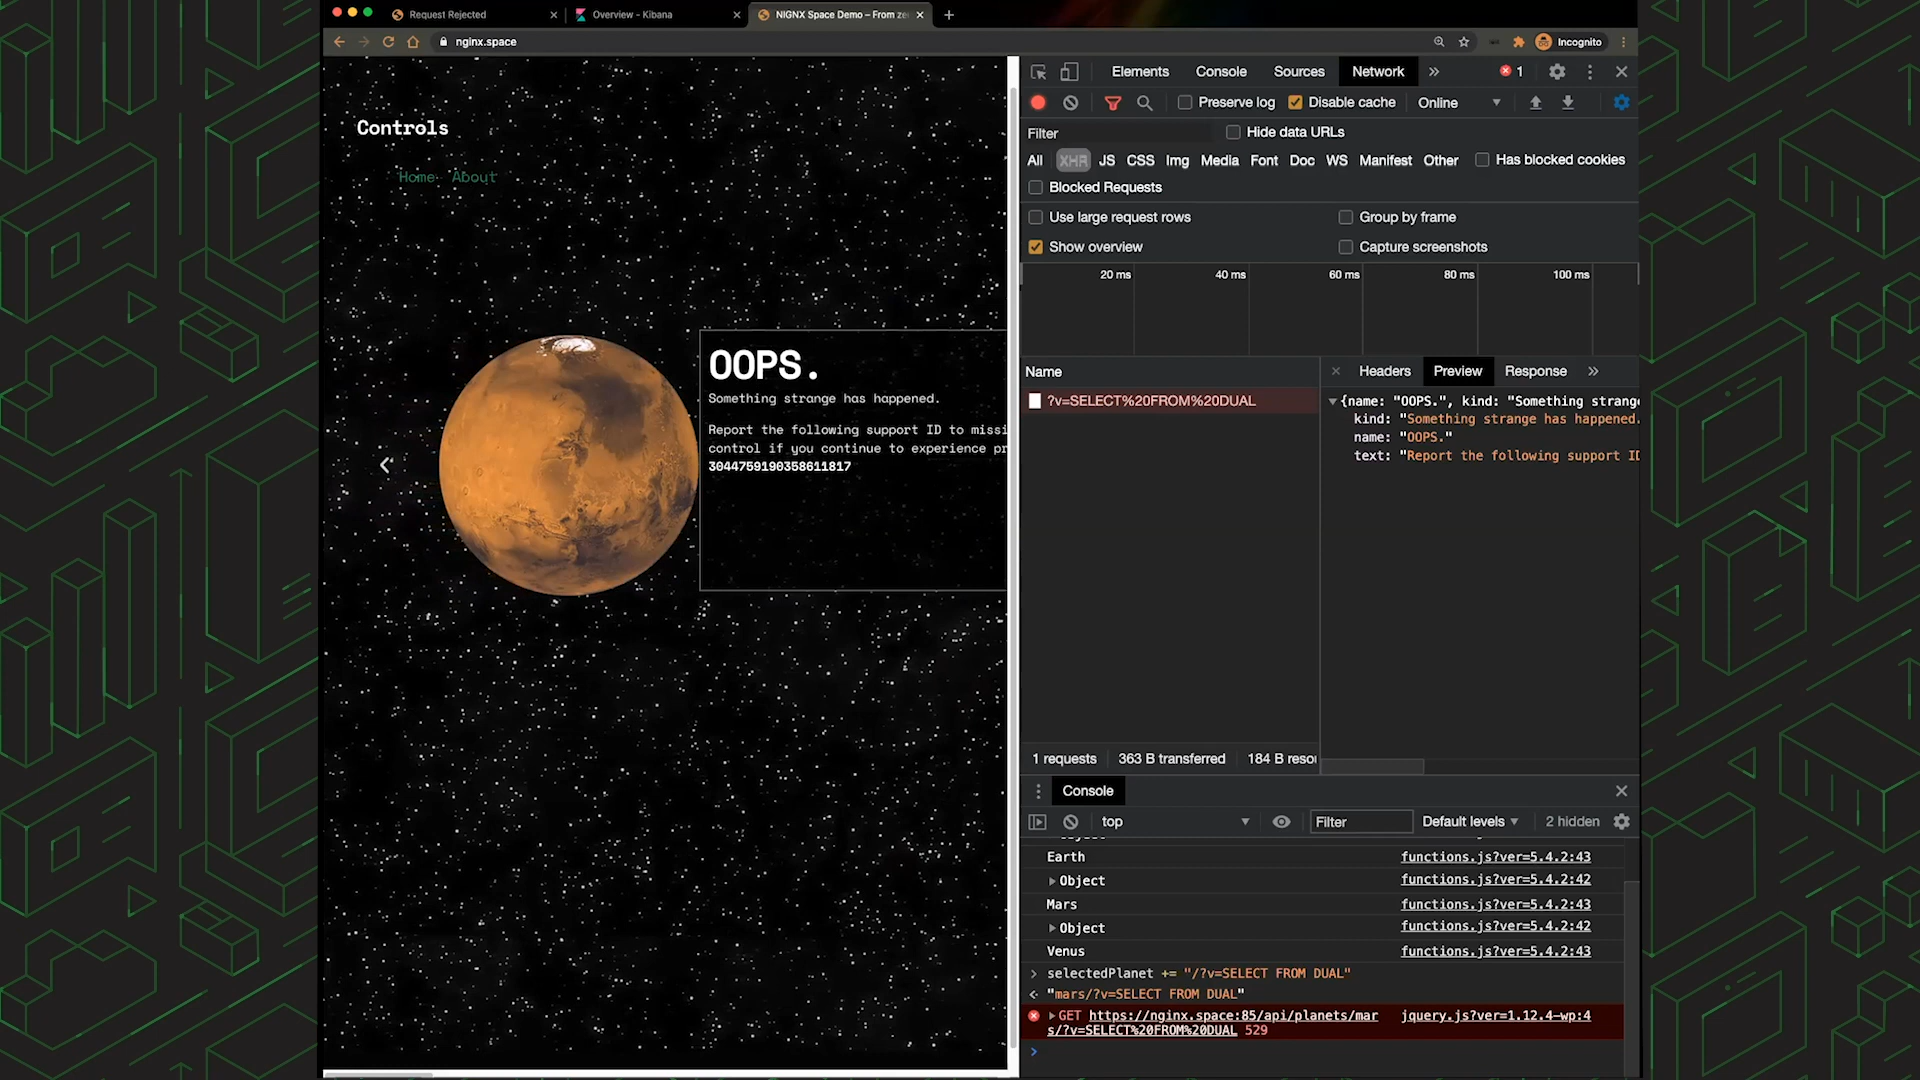 Request Rejected
Overview - Kibana
NIGNX Space Demo – From ze
nginx.space
Incognito
Controls
Home About
OOPS.
Something strange has happened.
Report the following support ID to missi
control if you continue to experience pr
3044759190358611817
Elements Console Sources Network 1
Preserve log Disable cache Online
Filter Hide data URLs
All XHR JS CSS Img Media Font Doc WS Manifest Other Has blocked cookies
Blocked Requests
Use large request rows Group by frame
Show overview Capture screenshots
20 ms 40 ms 60 ms 80 ms 100 ms
Name
?v=SELECT%20FROM%20DUAL
Headers Preview Response
{name: "OOPS.", kind: "Something strange
kind: "Something strange has happened.
name: "OOPS."
text: "Report the following support ID
1 requests 363 B transferred 184 B resou
Console
top Filter Default levels 2 hidden
Object
Earth functions.js?ver=5.4.2:43
Object functions.js?ver=5.4.2:42
Mars functions.js?ver=5.4.2:43
Object functions.js?ver=5.4.2:42
Venus functions.js?ver=5.4.2:43
selectedPlanet += "/?v=SELECT FROM DUAL"
"mars/?v=SELECT FROM DUAL"
GET https://nginx.space:85/api/planets/mar jquery.js?ver=1.12.4-wp:4
s/?v=SELECT%20FROM%20DUAL 529